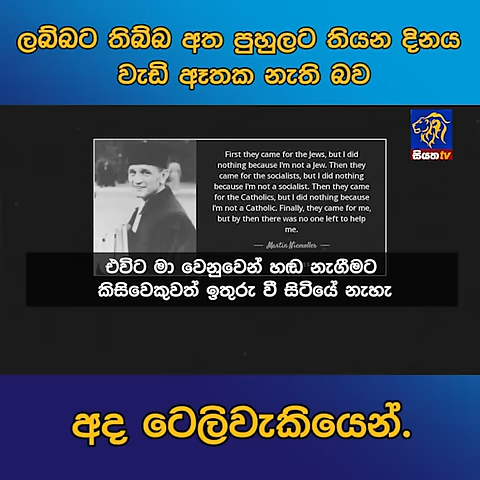 ලබ්බට තිබ්බ අත පුහුලට තියන දිනය
වැඩි ඈතක නැති බව
සියත tv
First they came for the Jews, but I did
nothing because I'm not a Jew. Then they
came for the socialists, but I did nothing
because I'm not a socialist. Then they came
for the Catholics, but I did nothing because
I'm not a Catholic. Finally, they came for me,
but by then there was no one left to help
me.
Martin Niemoller
එවිට මා වෙනුවෙන් හඬ නැගීමට
කිසිවෙකුවත් ඉතුරු වී සිටියේ නැහැ
අද ටෙලිවැකියෙන්.